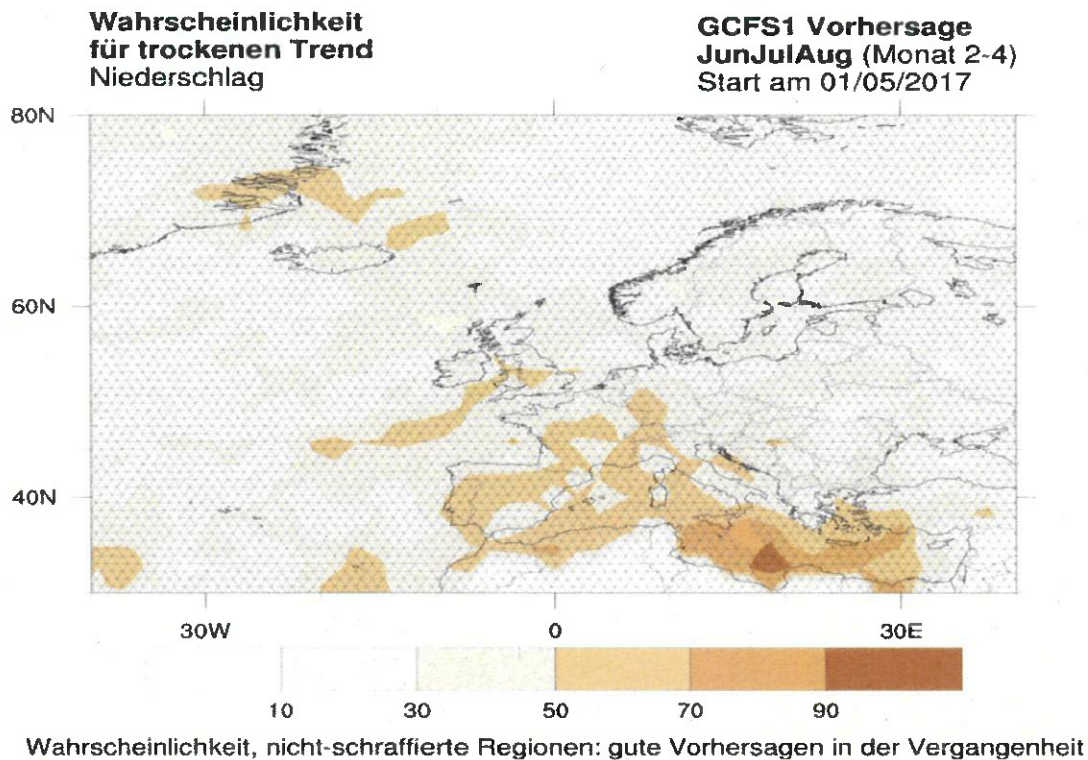 Wahrscheinlichkeit
für trockenen Trend
Niederschlag
GCFS1 Vorhersage
JunJulAug (Monat 2-4)
Start am 01/05/2017
80N
60N
40N
30W
0
30E
10
30
50
70
90
Wahrscheinlichkeit, nicht-schraffierte Regionen: gute Vorhersagen in der Vergangenheit